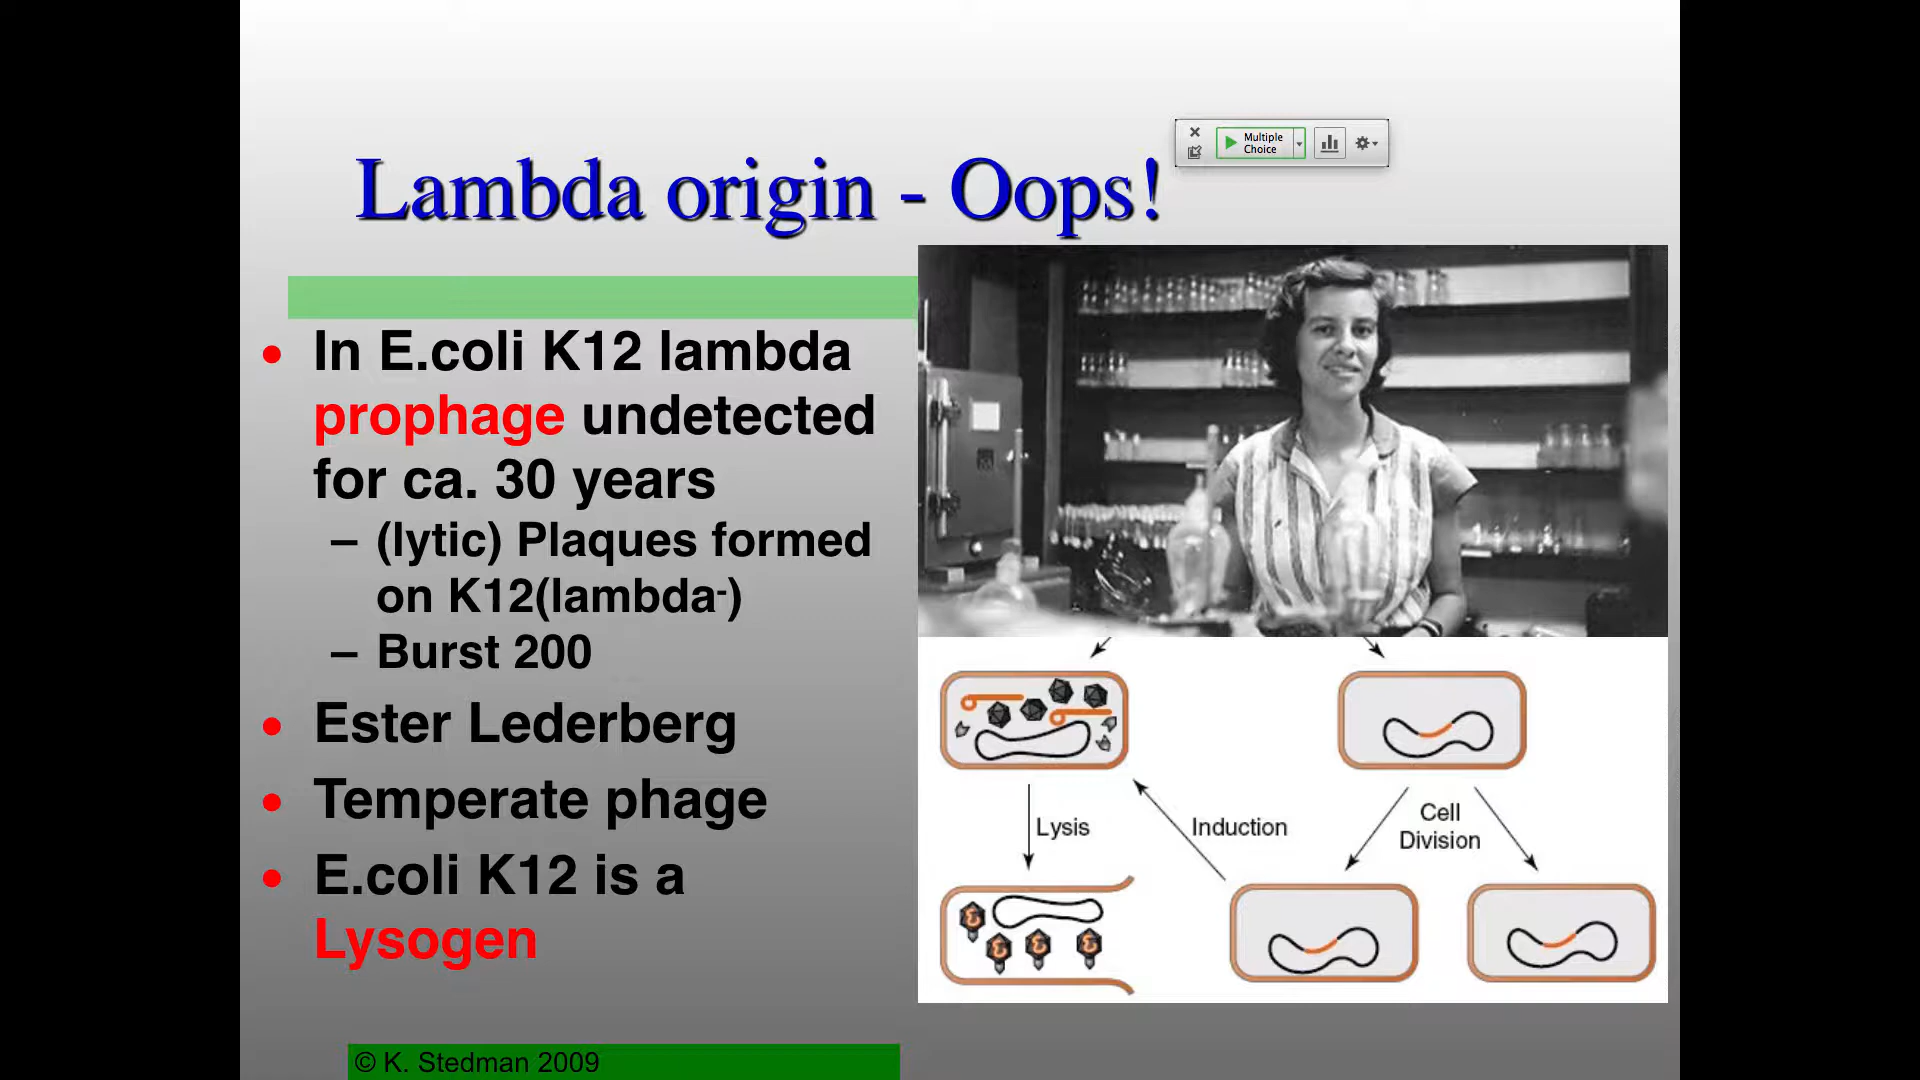 Multiple
Choice
Lambda origin - Oops!
• In E.coli K12 lambda
prophage undetected
for ca. 30 years
– (lytic) Plaques formed
on K12(lambda-)
– Burst 200
• Ester Lederberg
• Temperate phage
• E.coli K12 is a
Lysogen
Lysis
Induction
Cell
Division
© K. Stedman 2009